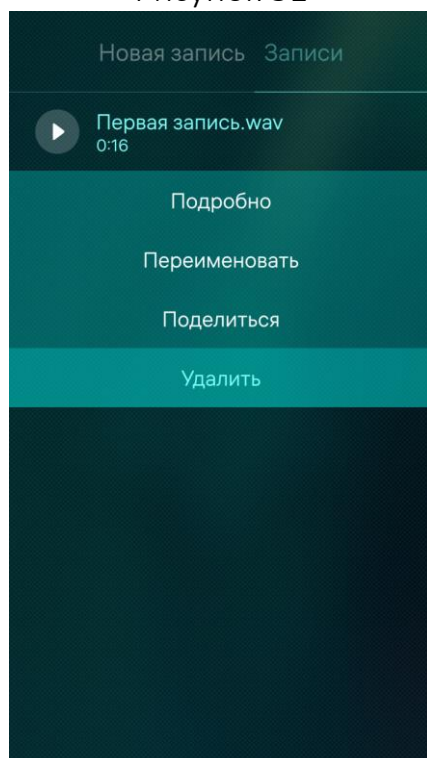 Новая запись Записи
Первая запись.wav
0:16
Подробно
Переименовать
Поделиться
Удалить